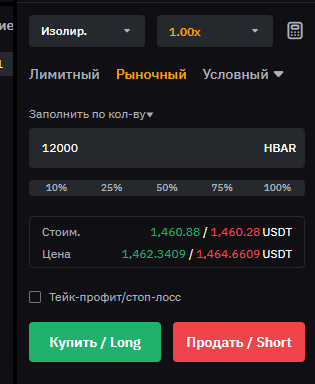 Изолир. 1.00x
Лимитный Рыночный Условный
Заполнить по кол-ву
12000 HBAR
10% 25% 50% 75% 100%
Стоим. 1,460.88 / 1,460.28 USDT
Цена 1,462.3409 / 1,464.6609 USDT
Тейк-профит/стоп-лосс
Купить / Long Продать / Short